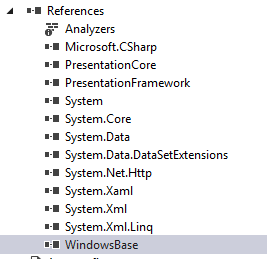 References
Analyzers
Microsoft.CSharp
PresentationCore
PresentationFramework
System
System.Core
System.Data
System.Data.DataSetExtensions
System.Net.Http
System.Xaml
System.Xml
System.Xml.Linq
WindowsBase